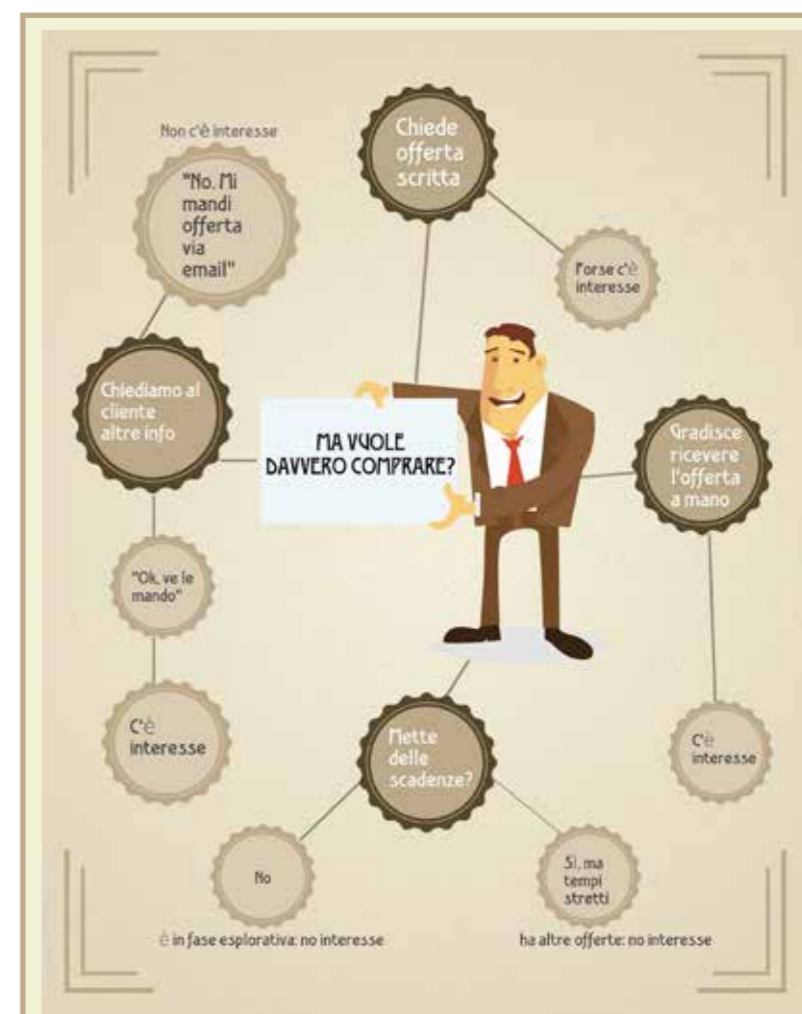 Non c'è interesse
"No. Mi
mandi
offerta
via
email"
Chiede
offerta
scritta
Forse c'è
interesse
Chiediamo al
cliente
altre info
MA VUOLE
DAVVERO COMPRARE?
Gradisce
ricevere
l'offerta
a mano
"Ok, ve le
mando"
C'è
interesse
Mette
delle
scadenze?
C'è
interesse
No
Sì, ma
tempi
stretti
è in fase esplorativa: no interesse
ha altre offerte: no interesse